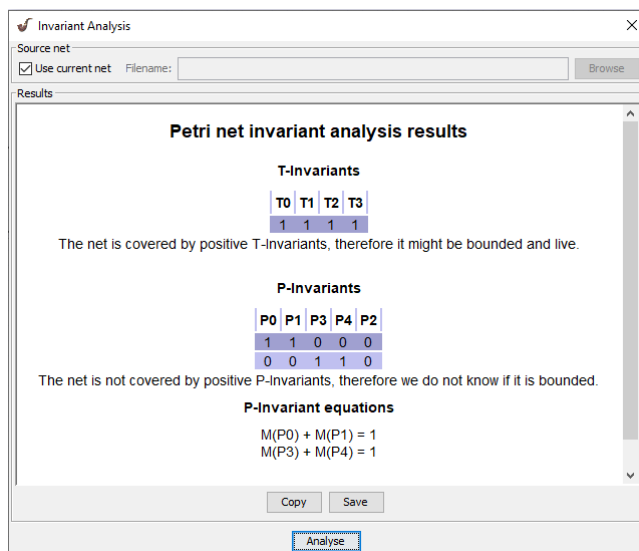 Invariant Analysis
Source net
Use current net Filename: Browse
Results
Petri net invariant analysis results
T-Invariants
T0 T1 T2 T3
1 1 1 1
The net is covered by positive T-Invariants, therefore it might be bounded and live.
P-Invariants
P0 P1 P3 P4 P2
1 1 0 0 0
0 0 1 1 0
The net is not covered by positive P-Invariants, therefore we do not know if it is bounded.
P-Invariant equations
M(P0) + M(P1) = 1
M(P3) + M(P4) = 1
Copy Save
Analyse